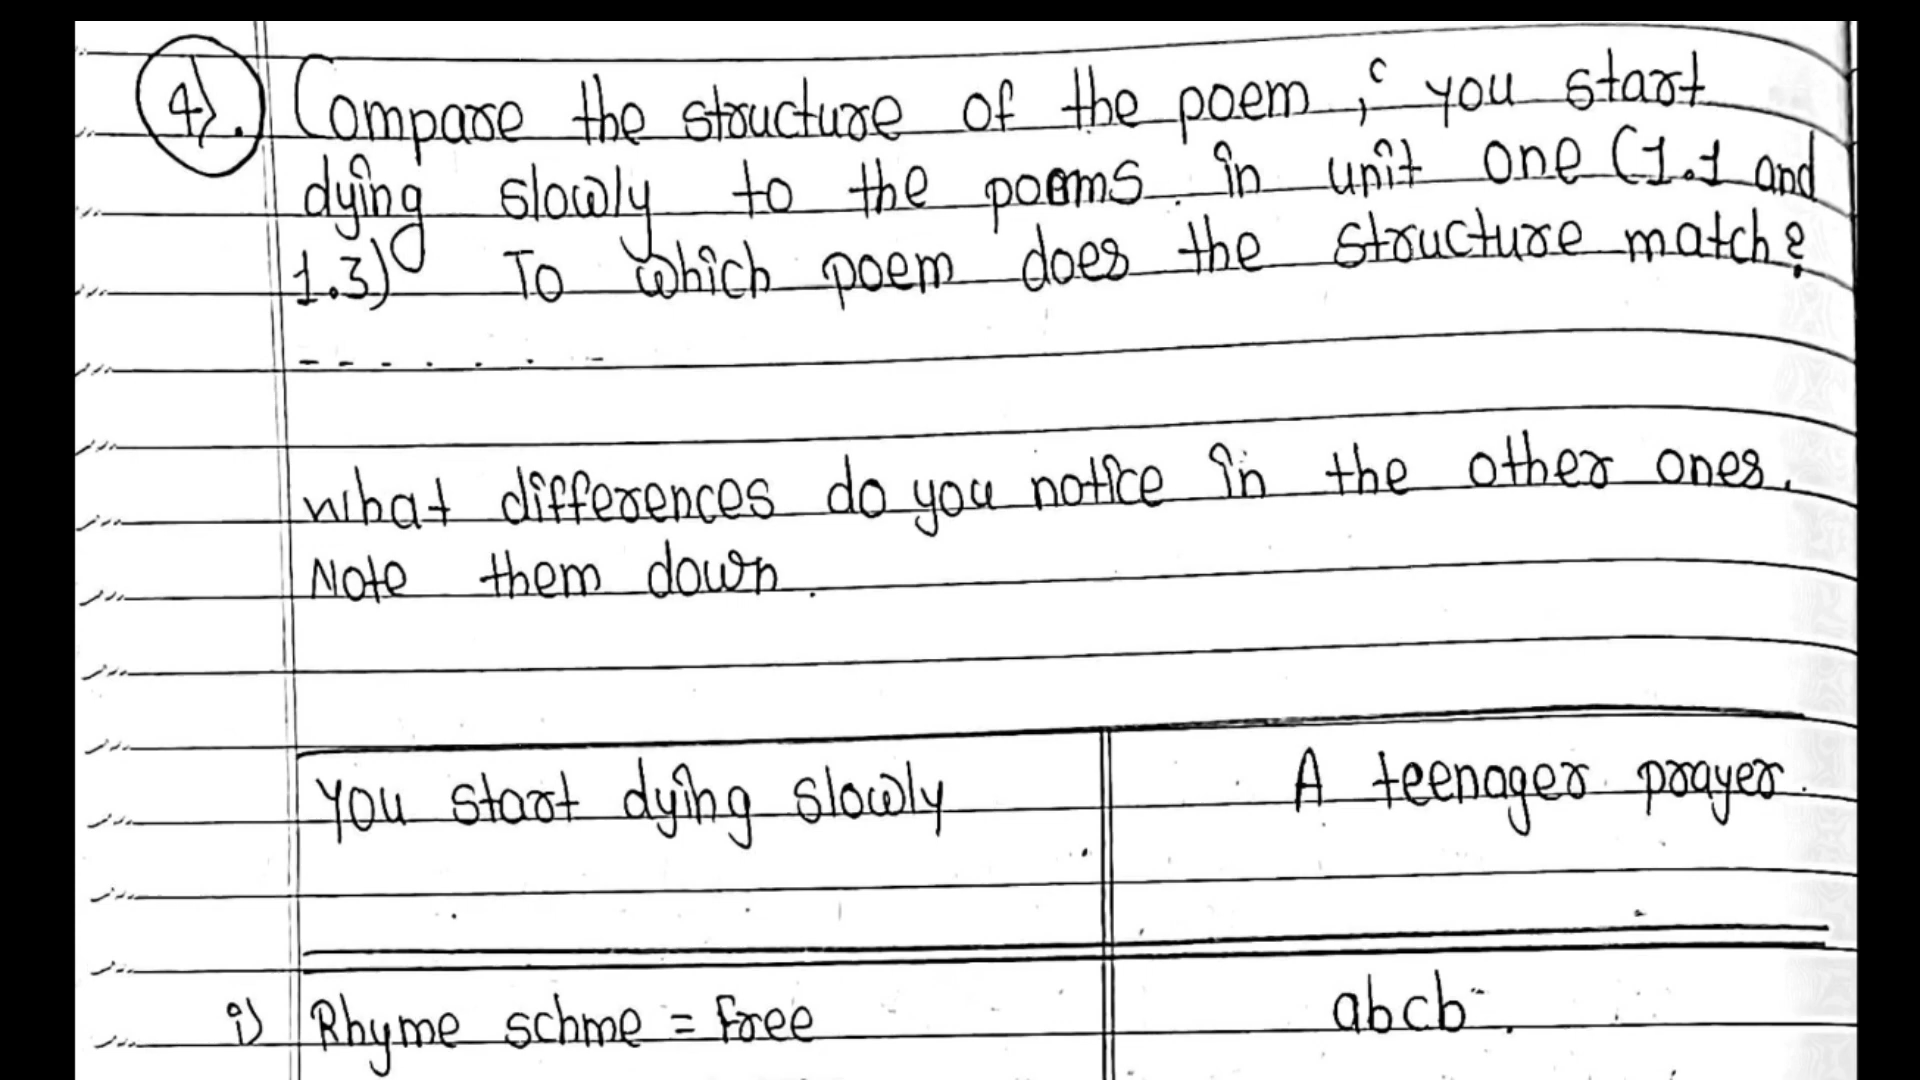 4). Compare the structure of the poem ; ‘ you start
dying slowly to the poems in unit one (1.1 and
1.3) To which poem does the structure match?
- - - . . . . --
what differences do you notice in the other ones.
Note them down.
You start dying slowly A teenager prayer.
i) Rhyme schme = Free abcb.